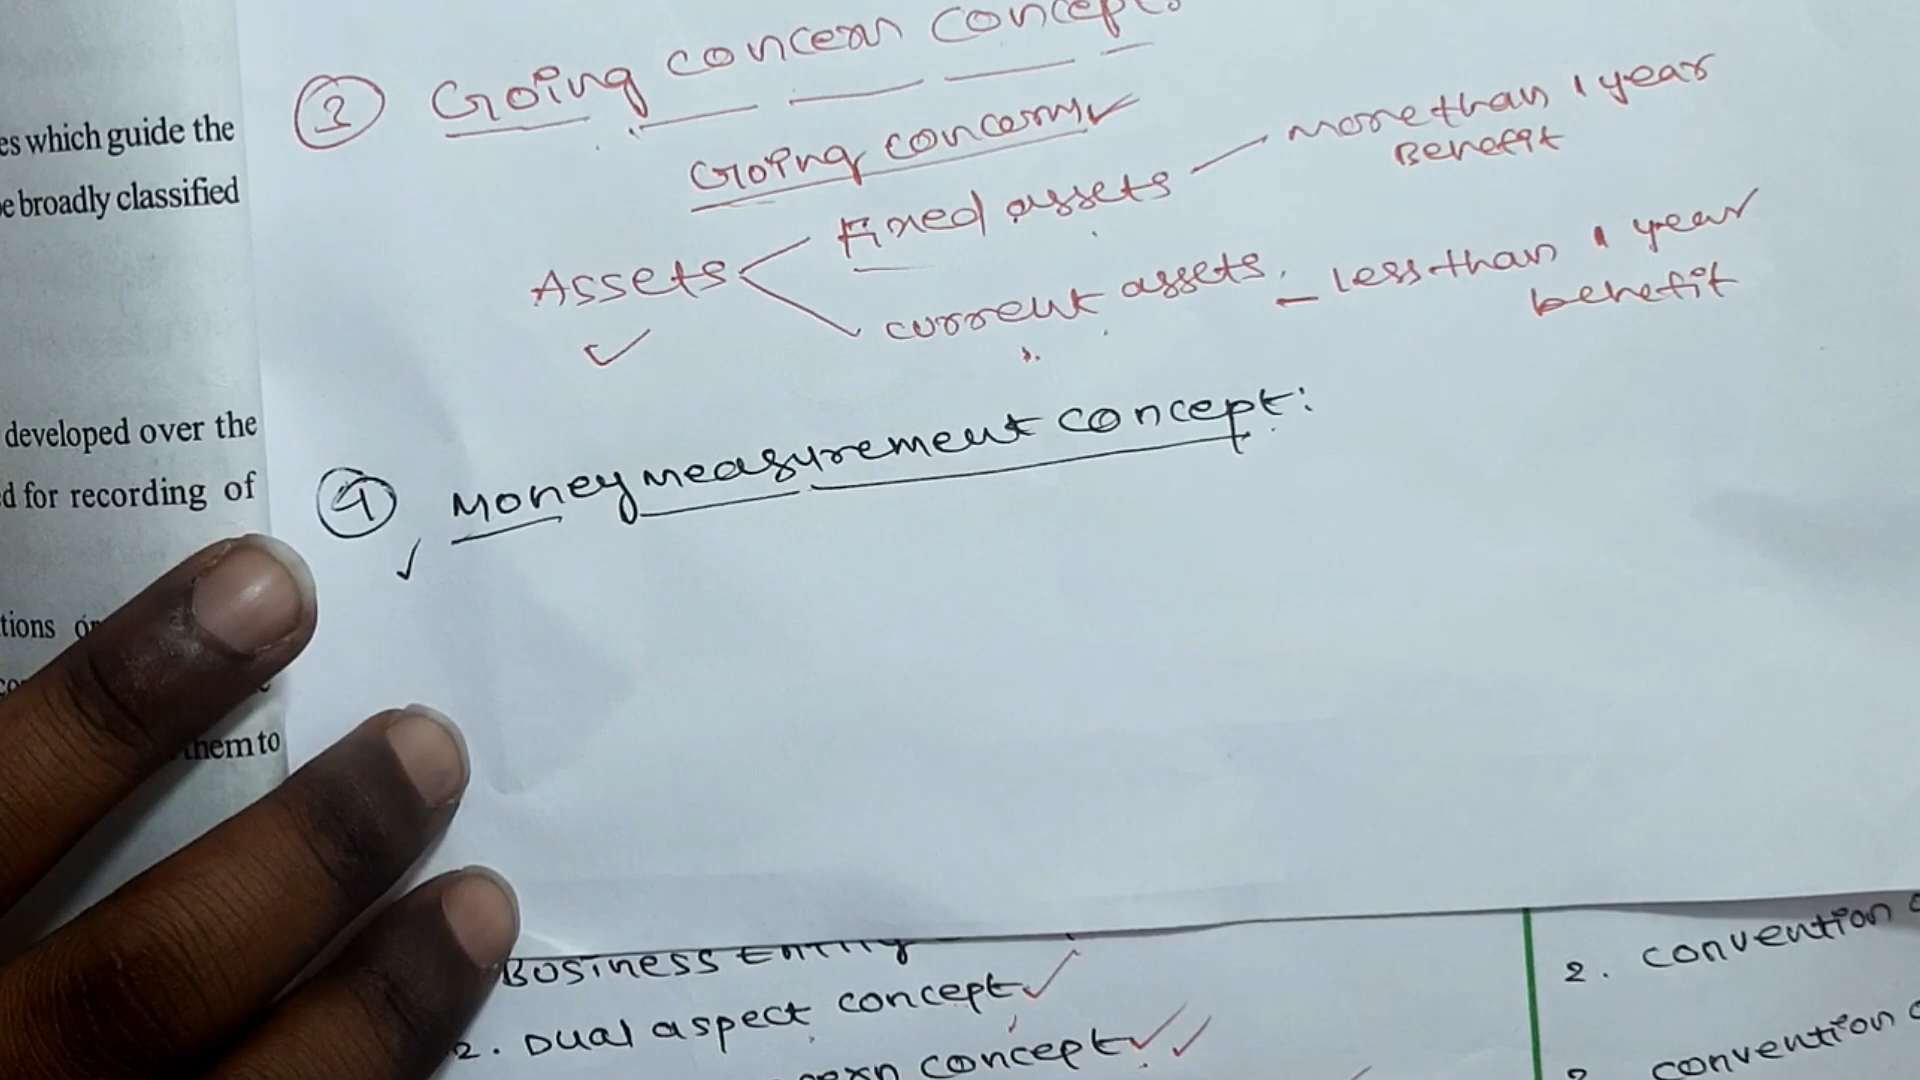 es which guide the
e broadly classified
developed over the
d for recording of
tions or
them to
3 Going concern concept:
Going concern ✓
Assets
Fixed assets — more than 1 year
Benefit
current assets. – less than 1 year
benefit
✓
4 Money measurement concept:
✓
Business Entity
2. Dual aspect concept ✓
concept ✓✓
2. convention
convention